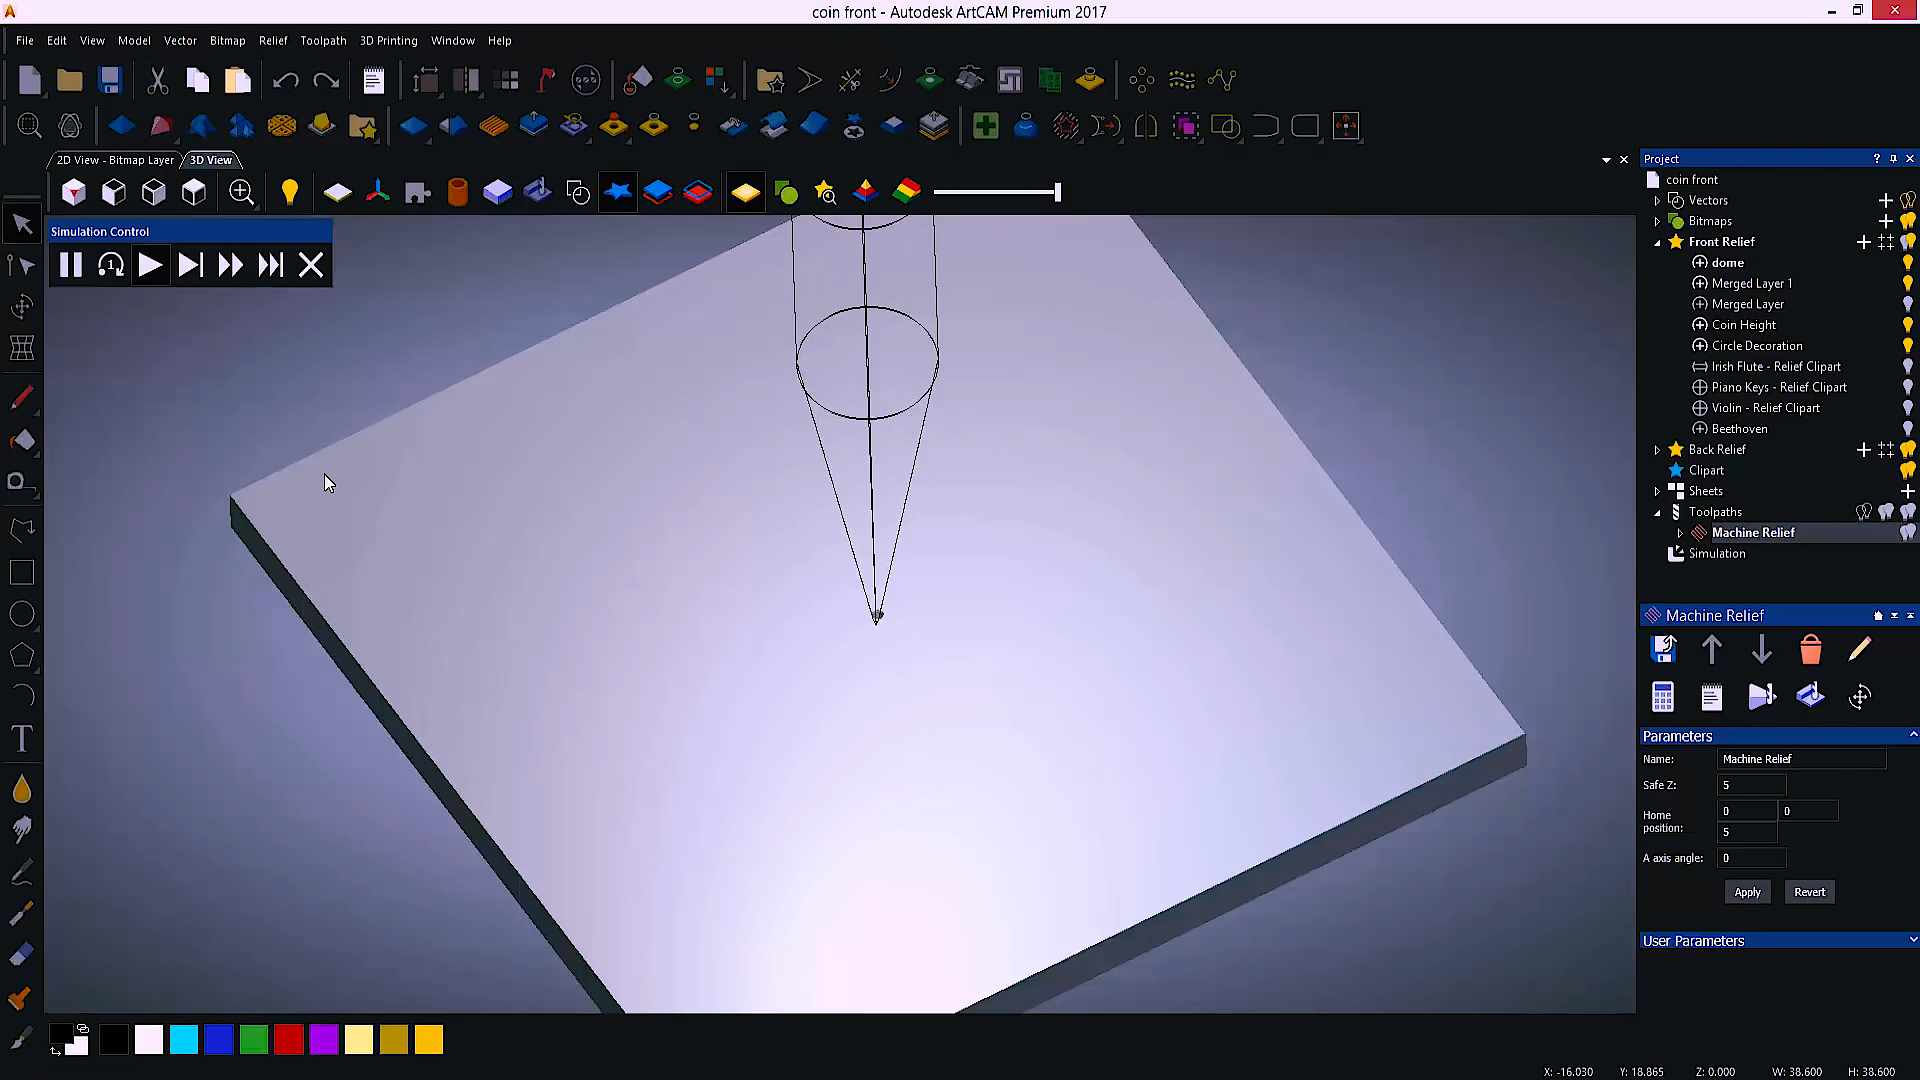 coin front - Autodesk ArtCAM Premium 2017
File Edit View Model Vector Bitmap Relief Toolpath 3D Printing Window Help
2D View - Bitmap Layer 3D View
Simulation Control
1
T
Project ?
coin front
Vectors
Bitmaps
Front Relief
dome
Merged Layer 1
Merged Layer
Coin Height
Circle Decoration
Irish Flute - Relief Clipart
Piano Keys - Relief Clipart
Violin - Relief Clipart
Beethoven
Back Relief
Clipart
Sheets
Toolpaths
Machine Relief
Simulation
Machine Relief
Parameters
Name: Machine Relief
Safe Z: 5
Home position: 0 0
5
A axis angle: 0
Apply Revert
User Parameters
X: -16.030 Y: 18.865 Z: 0.000 W: 38.600 H: 38.600